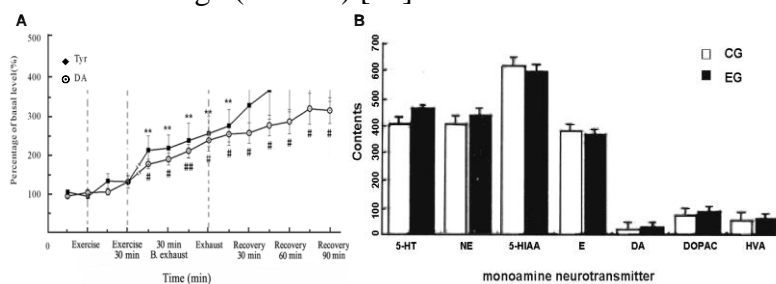 A
Tyr
DA
Percentage of basal level(%)
500
400
300
200
100
0
** ** ** ** **
# # ## # # # # # # #
Exercise
Exercise
30 min
30 min
B. exhaust
Exhaust
Recovery
30 min
Recovery
60 min
Recovery
90 min
Time (min)
B
CG
EG
Contents
700
600
500
400
300
200
100
0
5-HT NE 5-HIAA E DA DOPAC HVA
monoamine neurotransmitter